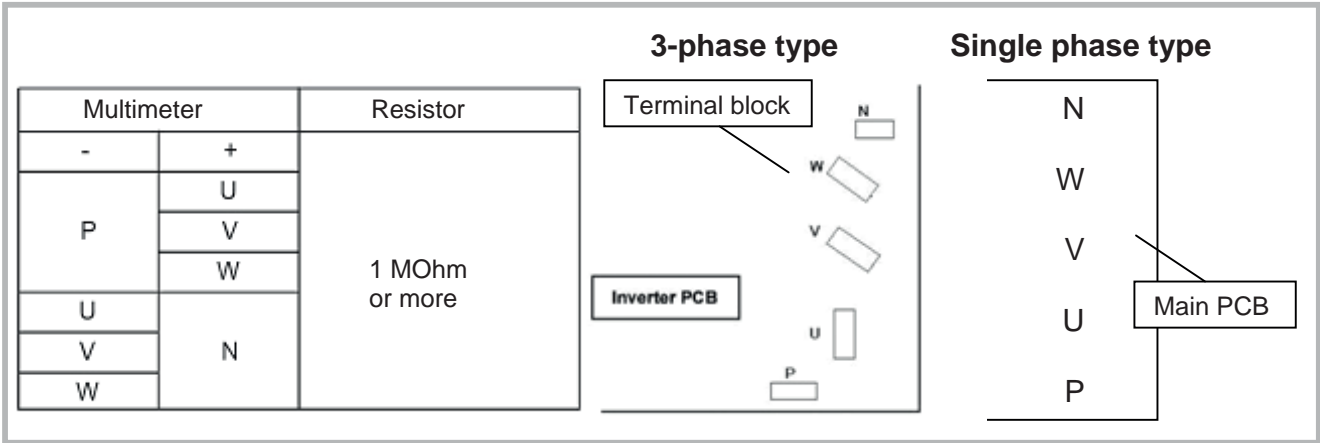 3-phase type
Single phase type
Multimeter Resistor
- +
P U
V
W
1 MOhm
or more
U N
V
W
Terminal block
N
W
V
Inverter PCB
U
P
N
W
V
U
P
Main PCB